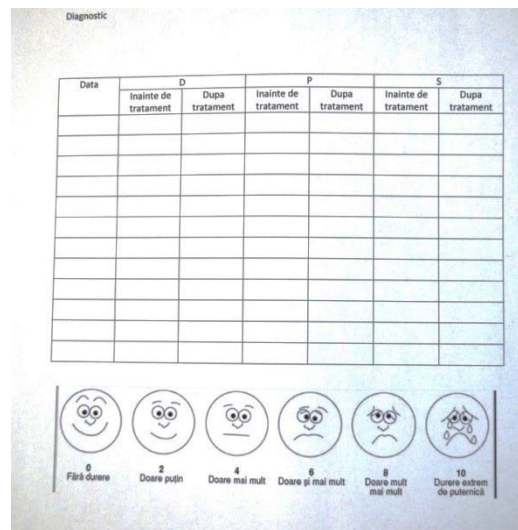 Diagnostic
Data D P S
Inainte de tratament Dupa tratament Inainte de tratament Dupa tratament Inainte de tratament Dupa tratament
0 2 4 6 8 10
Fără durere Doare puțin Doare mai mult Doare și mai mult Doare mult mai mult Durere extrem de puternică